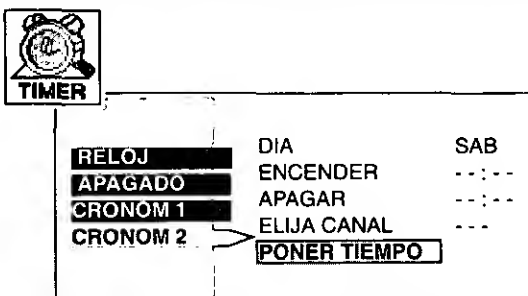 TIMER
RELOJ
APAGADO
CRONOM 1
CRONOM 2
DIA SAB
ENCENDER --:--
APAGAR --:--
ELIJA CANAL ---
PONER TIEMPO